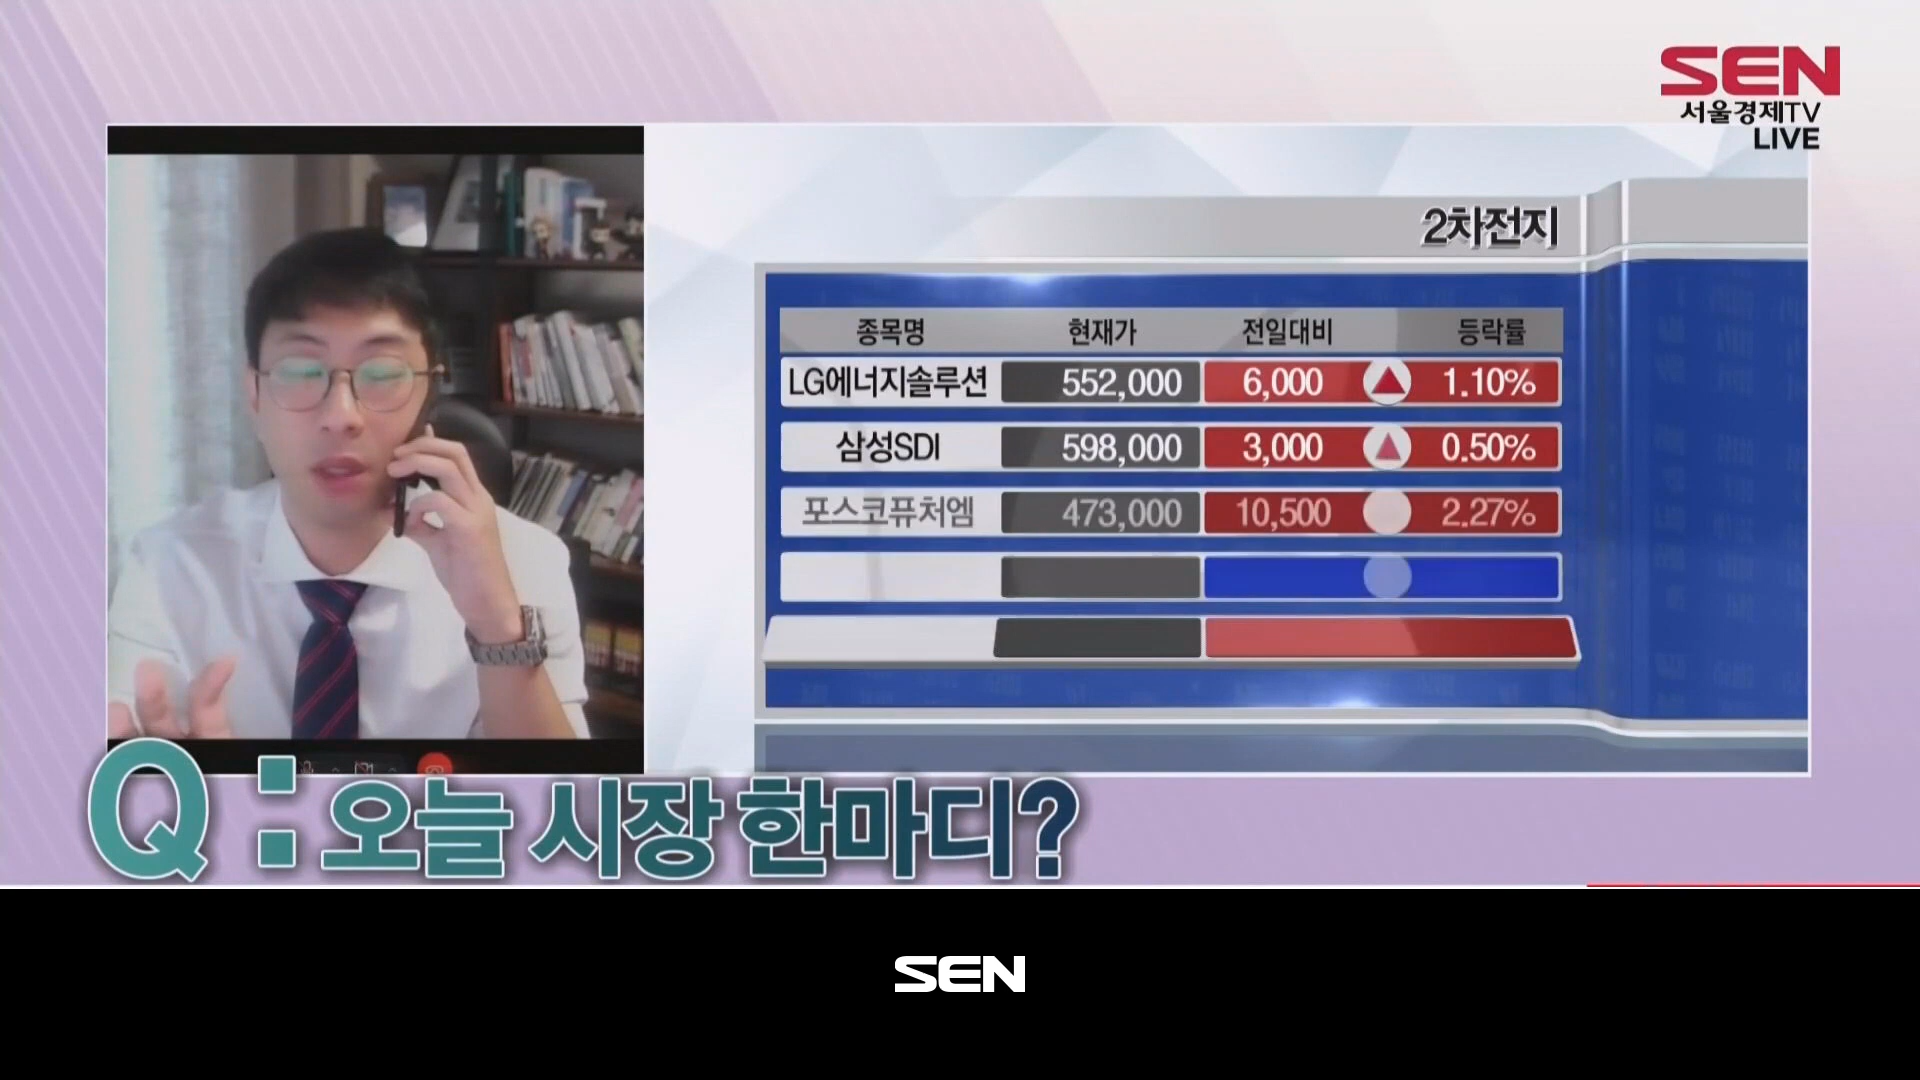 SEN
서울경제TV
LIVE
2차전지
종목명 현재가 전일대비 등락률
LG에너지솔루션 552,000 6,000 1.10%
삼성SDI 598,000 3,000 0.50%
포스코퓨처엠 473,000 10,500 2.27%
Q : 오늘 시장 한마디?
SEN